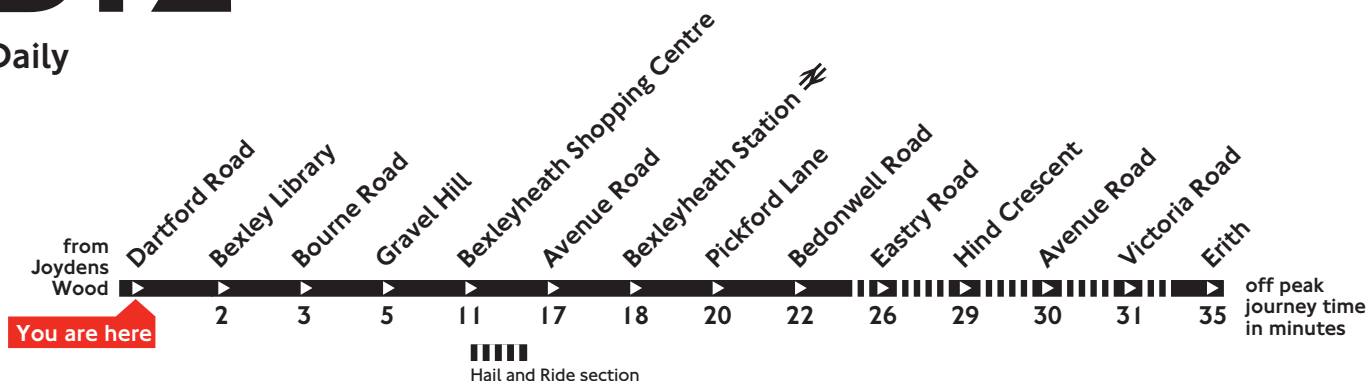 Daily
from
Joydens
Wood
Dartford Road
Bexley Library
Bourne Road
Gravel Hill
Bexleyheath Shopping Centre
Avenue Road
Bexleyheath Station
Pickford Lane
Bedonwell Road
Eastry Road
Hind Crescent
Avenue Road
Victoria Road
Erith
You are here
2 3 5 11 17 18 20 22 26 29 30 31 35
off peak
journey time
in minutes
Hail and Ride section